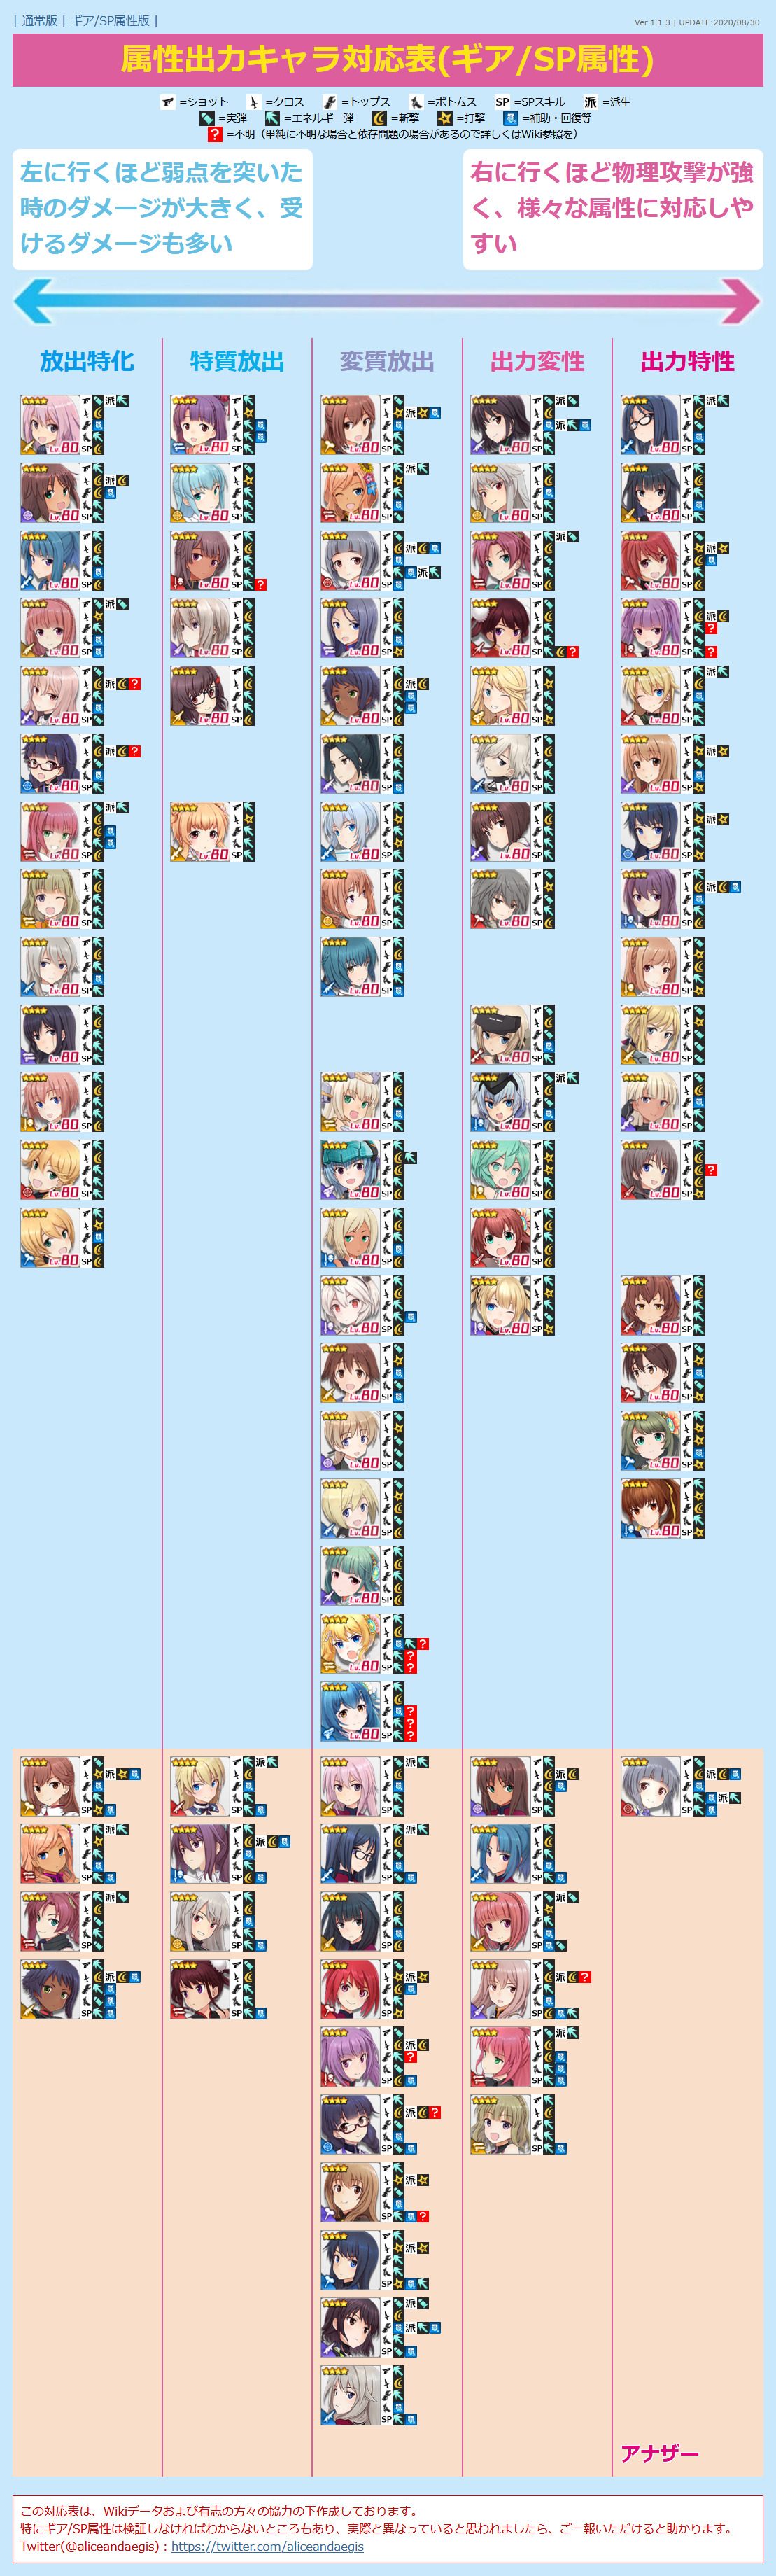 | 通常版 | ギア/SP属性版 |
Ver 1.1.3 | UPDATE:2020/08/30
属性出力キャラ対応表(ギア/SP属性)
=ショット =クロス =トップス =ボトムス SP =SPスキル 派 =派生
=実弾 =エネルギー弾 =斬撃 =打撃 =補助・回復等
? =不明（単純に不明な場合と依存問題の場合があるので詳しくはWiki参照を）
左に行くほど弱点を突いた
時のダメージが大きく、受
けるダメージも多い
右に行くほど物理攻撃が強
く、様々な属性に対応しや
すい
放出特化 特質放出 変質放出 出力変性 出力特性
アナザー
この対応表は、Wikiデータおよび有志の方々の協力の下作成しております。
特にギア/SP属性は検証しなければわからないところもあり、実際と異なっていると思われましたら、ご一報いただけると助かります。
Twitter(@aliceandaegis)：https://twitter.com/aliceandaegis